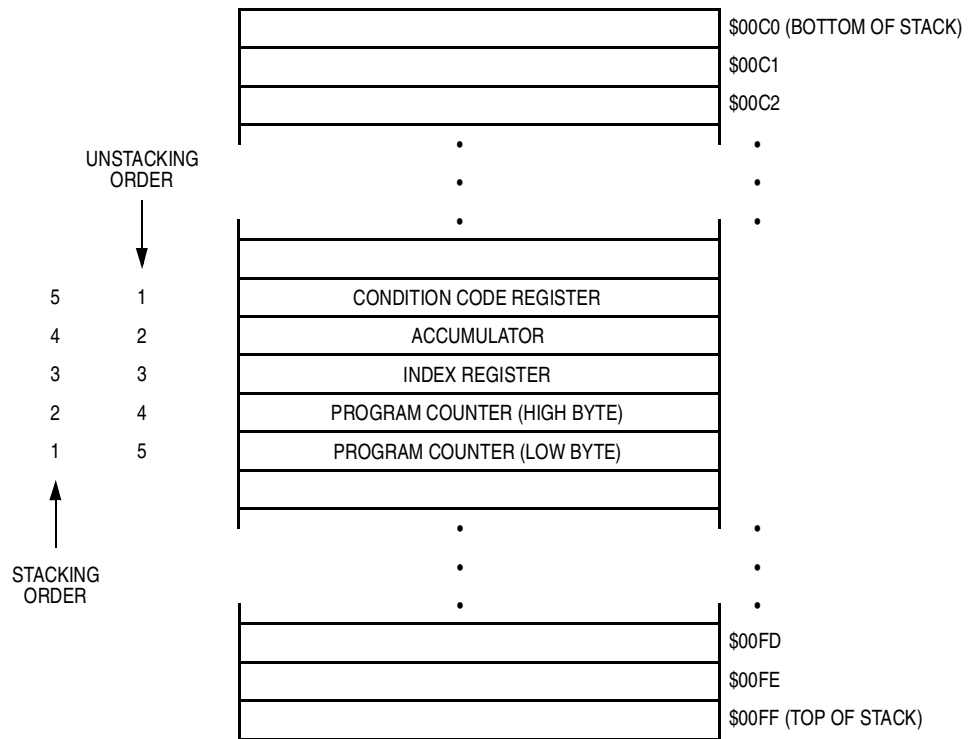 $00C0 (BOTTOM OF STACK)
$00C1
$00C2
UNSTACKING
ORDER
5 1 CONDITION CODE REGISTER
4 2 ACCUMULATOR
3 3 INDEX REGISTER
2 4 PROGRAM COUNTER (HIGH BYTE)
1 5 PROGRAM COUNTER (LOW BYTE)
STACKING
ORDER
$00FD
$00FE
$00FF (TOP OF STACK)